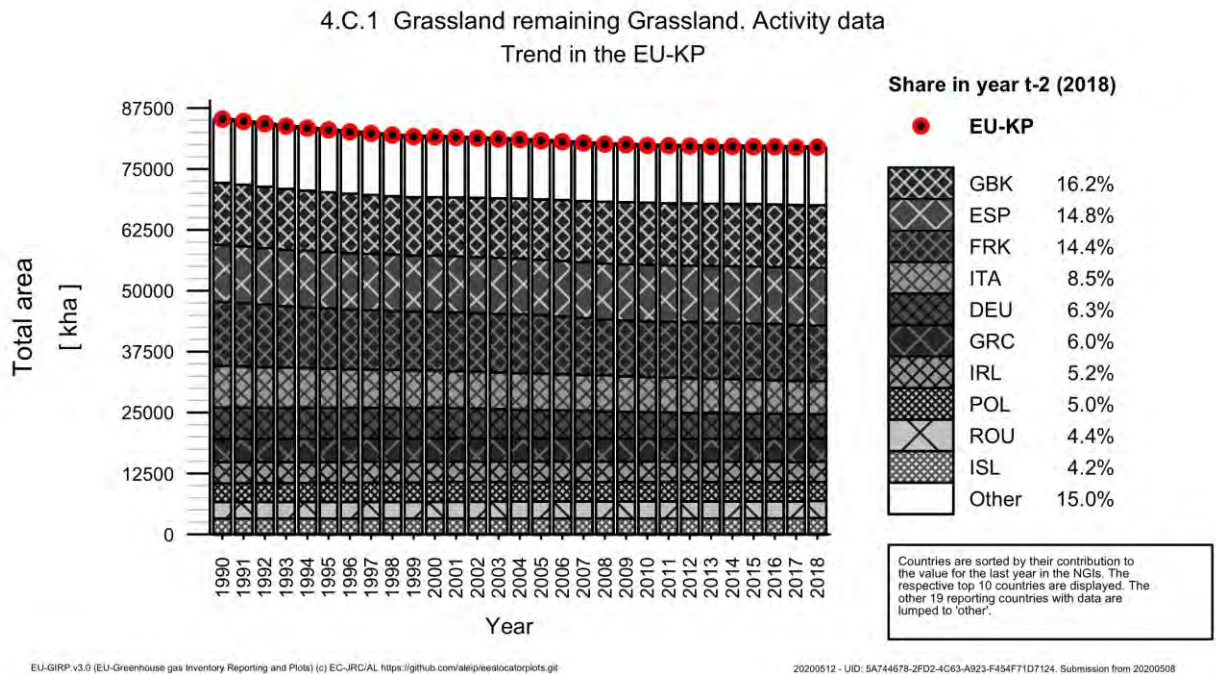 4.C.1 Grassland remaining Grassland. Activity data
Trend in the EU-KP
Total area
[ kha ]
87500
75000
62500
50000
37500
25000
12500
0
1990
1991
1992
1993
1994
1995
1996
1997
1998
1999
2000
2001
2002
2003
2004
2005
2006
2007
2008
2009
2010
2011
2012
2013
2014
2015
2016
2017
2018
Year
Share in year t-2 (2018)
EU-KP
GBK 16.2%
ESP 14.8%
FRK 14.4%
ITA 8.5%
DEU 6.3%
GRC 6.0%
IRL 5.2%
POL 5.0%
ROU 4.4%
ISL 4.2%
Other 15.0%
Countries are sorted by their contribution to
the value for the last year in the NGIs. The
respective top 10 countries are displayed. The
other 19 reporting countries with data are
lumped to 'other'.
EU-GIRP.v3.0 (EU-Greenhouse gas Inventory Reporting and Plots) (c) EC-JRC/AL https://github.com/aleip/eealocatorplots.git
20200512 - UID: 5A744678-2FD2-4C63-A923-F454F71D7124. Submission from 20200508